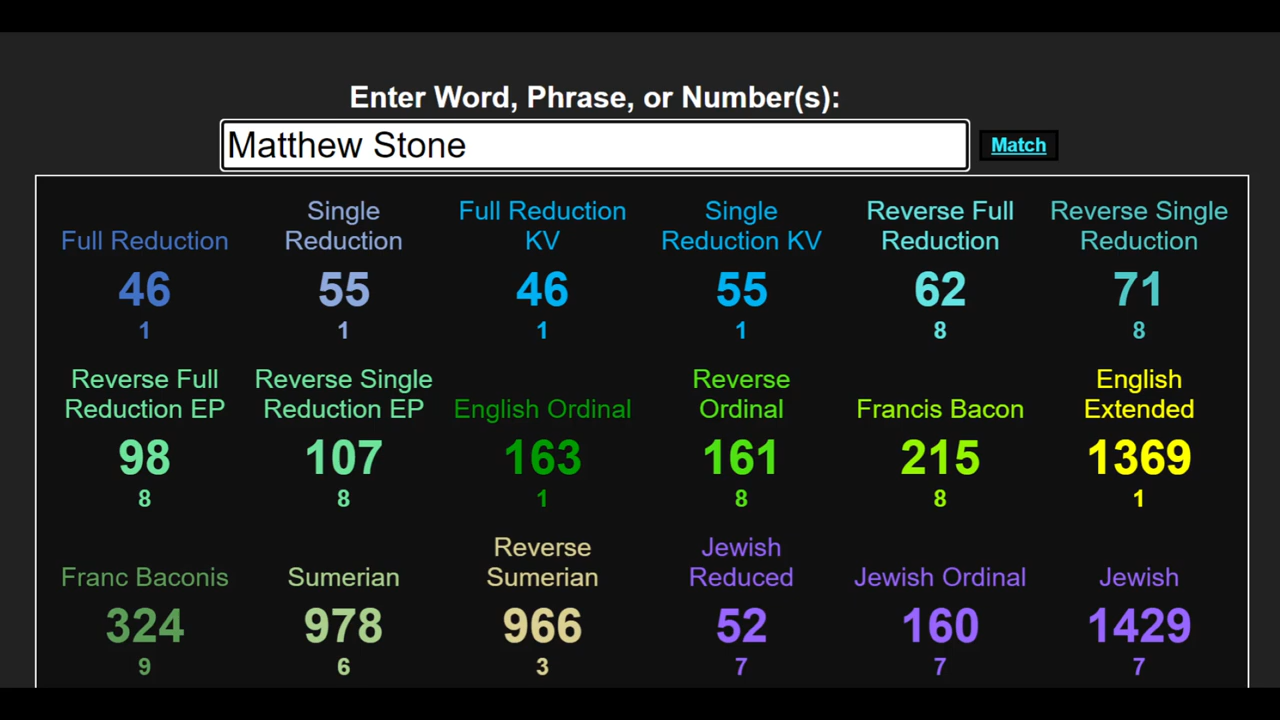 Enter Word, Phrase, or Number(s):
Matthew Stone
Match
Full Reduction
46
1
Single
Reduction
55
1
Full Reduction
KV
46
1
Single
Reduction KV
55
1
Reverse Full
Reduction
62
8
Reverse Single
Reduction
71
8
Reverse Full
Reduction EP
98
8
Reverse Single
Reduction EP
107
8
English Ordinal
163
1
Reverse
Ordinal
161
8
Francis Bacon
215
8
English
Extended
1369
1
Franc Baconis
324
9
Sumerian
978
6
Reverse
Sumerian
966
3
Jewish
Reduced
52
7
Jewish Ordinal
160
7
Jewish
1429
7